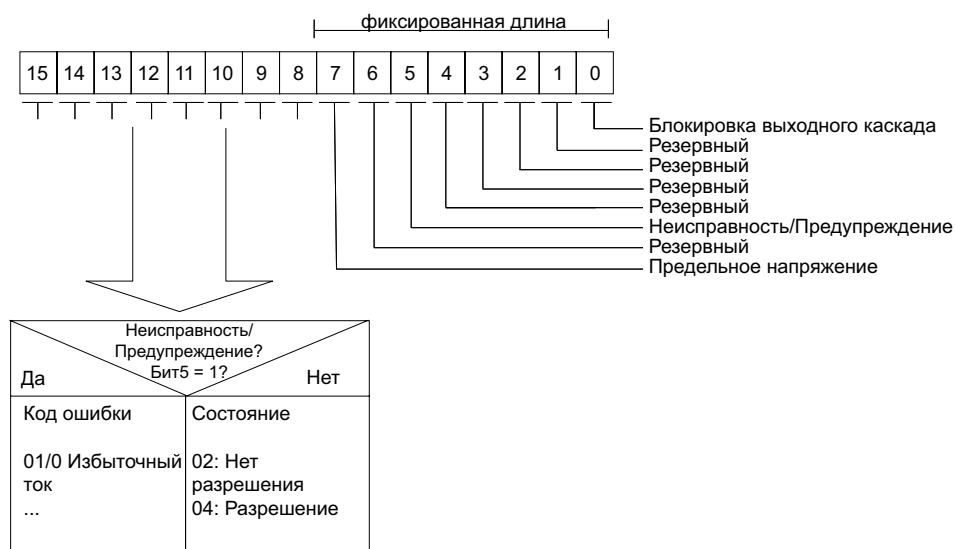 фиксированная длина
15 14 13 12 11 10 9 8 7 6 5 4 3 2 1 0
Блокировка выходного каскада
Резервный
Резервный
Резервный
Резервный
Неисправность/Предупреждение
Резервный
Предельное напряжение
Неисправность/
Предупреждение?
Бит5 = 1?
Да
Нет
Код ошибки
01/0 Избыточный
ток
...
Состояние
02: Нет
разрешения
04: Разрешение